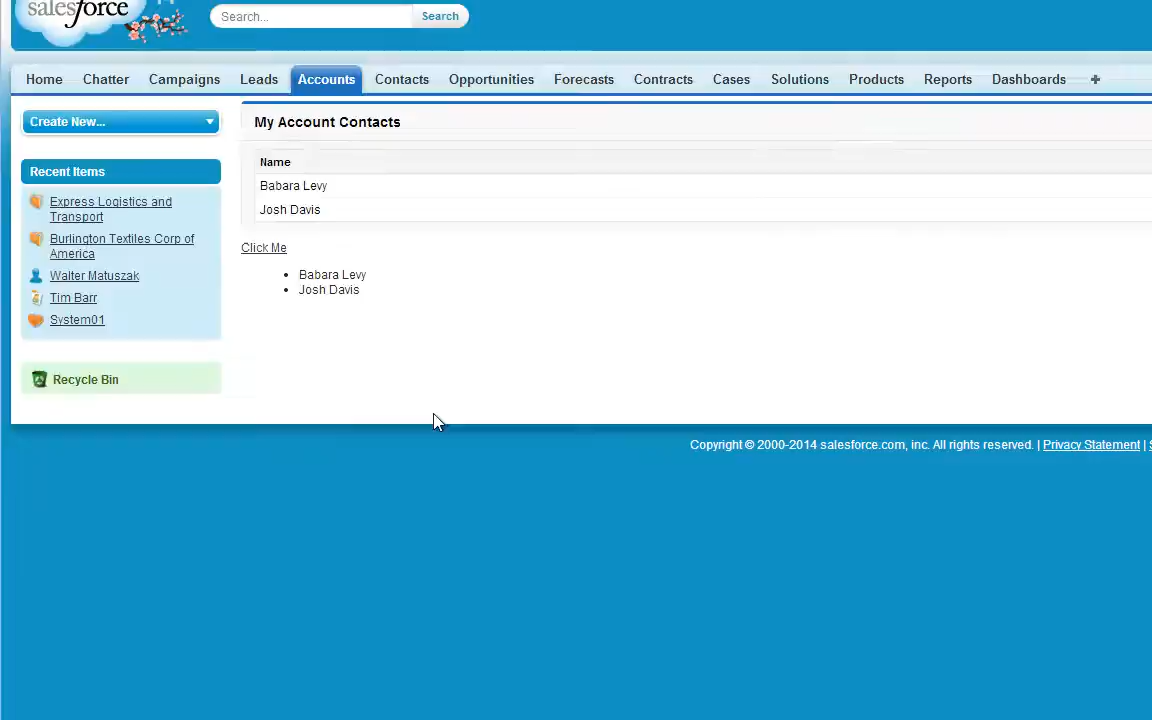 salesforce
Search...
Search
Home Chatter Campaigns Leads Accounts Contacts Opportunities Forecasts Contracts Cases Solutions Products Reports Dashboards +
Create New...
Recent Items
Express Logistics and
Transport
Burlington Textiles Corp of
America
Walter Matuszak
Tim Barr
System01
Recycle Bin
My Account Contacts
Name
Babara Levy
Josh Davis
Click Me
• Babara Levy
• Josh Davis
Copyright © 2000-2014 salesforce.com, inc. All rights reserved. | Privacy Statement |